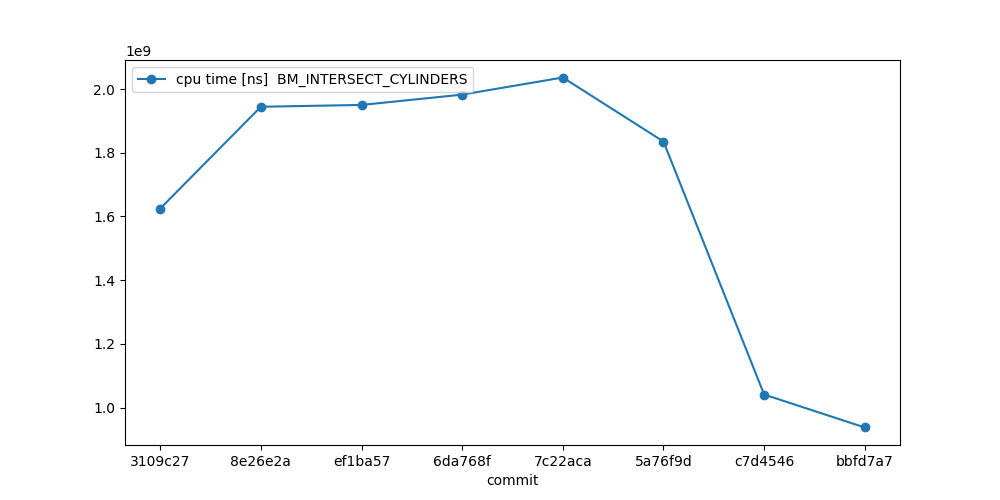 1e9
cpu time [ns]  BM_INTERSECT_CYLINDERS
2.0
1.8
1.6
1.4
1.2
1.0
3109c27 8e26e2a ef1ba57 6da768f 7c22aca 5a76f9d c7d4546 bbfd7a7
commit